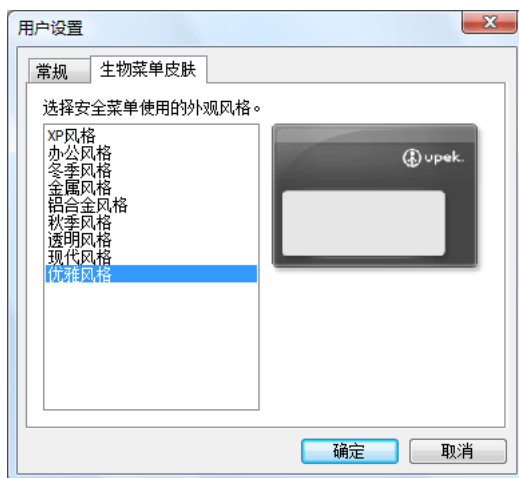 用户设置
常规 生物菜单皮肤
选择安全菜单使用的外观风格。
XP风格
办公风格
冬季风格
金属风格
铝合金风格
秋季风格
透明风格
现代风格
优雅风格
upek.
确定 取消